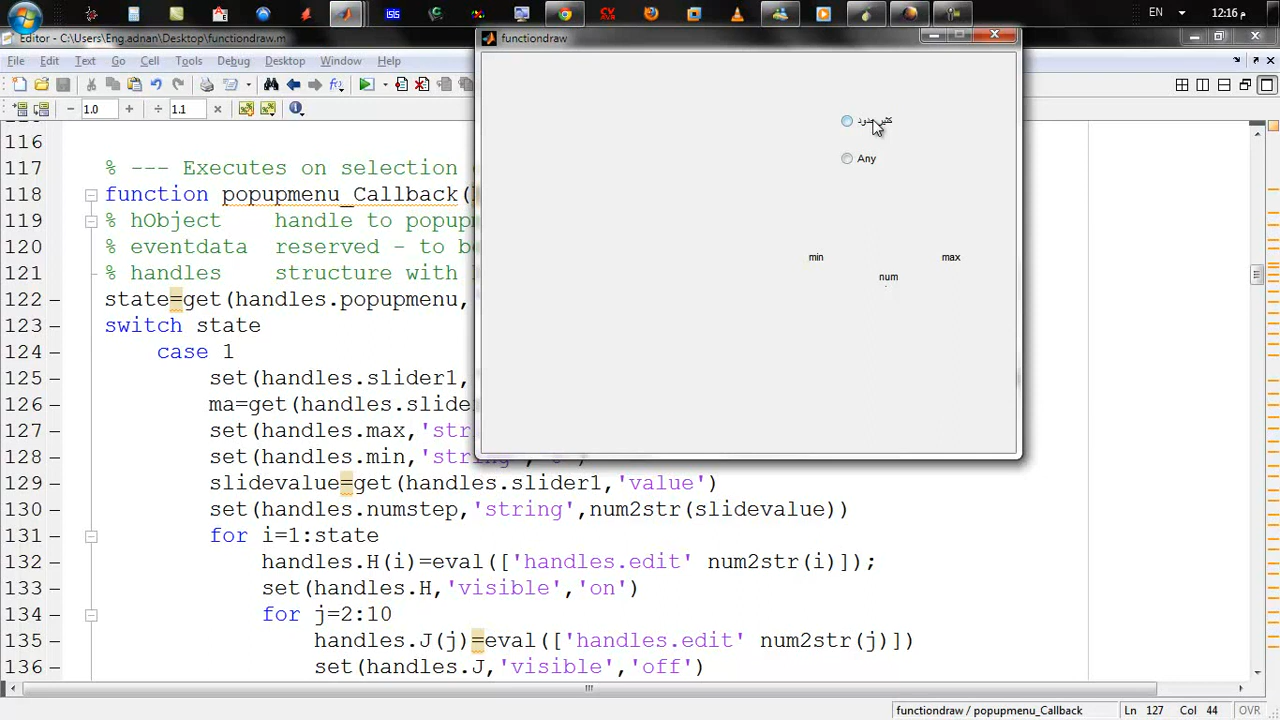 EN
12:16 م
Editor - C:\Users\Eng.adnan\Desktop\functiondraw.m
functiondraw
File Edit Text Go Cell Tools Debug Desktop Window Help
1.0
1.1
كثير حدود
Any
min
max
num
116
117 % --- Executes on selection
118 function popupmenu_Callback(
119 % hObject handle to popup
120 % eventdata reserved - to b
121 % handles structure with
122 state=get(handles.popupmenu,
123 switch state
124 case 1
125 set(handles.slider1,
126 ma=get(handles.slide
127 set(handles.max,'str
128 set(handles.min,'string'
129 slidevalue=get(handles.slider1,'value')
130 set(handles.numstep,'string',num2str(slidevalue))
131 for i=1:state
132 handles.H(i)=eval(['handles.edit' num2str(i)]);
133 set(handles.H,'visible','on')
134 for j=2:10
135 handles.J(j)=eval(['handles.edit' num2str(j)])
136 set(handles.J,'visible','off')
functiondraw / popupmenu_Callback
Ln 127 Col 44 OVR